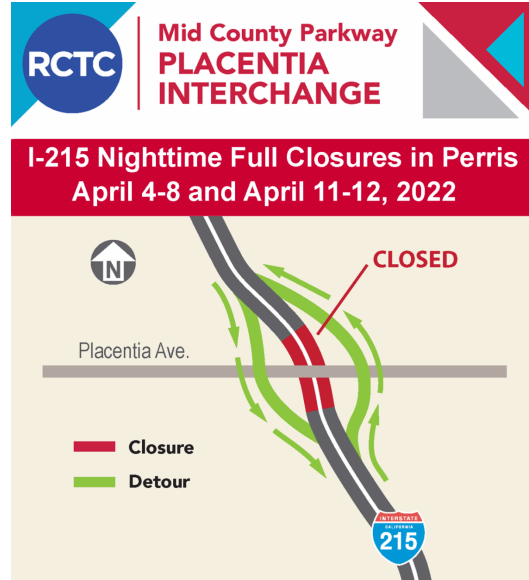 RCTC
Mid County Parkway
PLACENTIA
INTERCHANGE
I-215 Nighttime Full Closures in Perris
April 4-8 and April 11-12, 2022
N
CLOSED
Placentia Ave.
Closure
Detour
INTERSTATE
CALIFORNIA
215